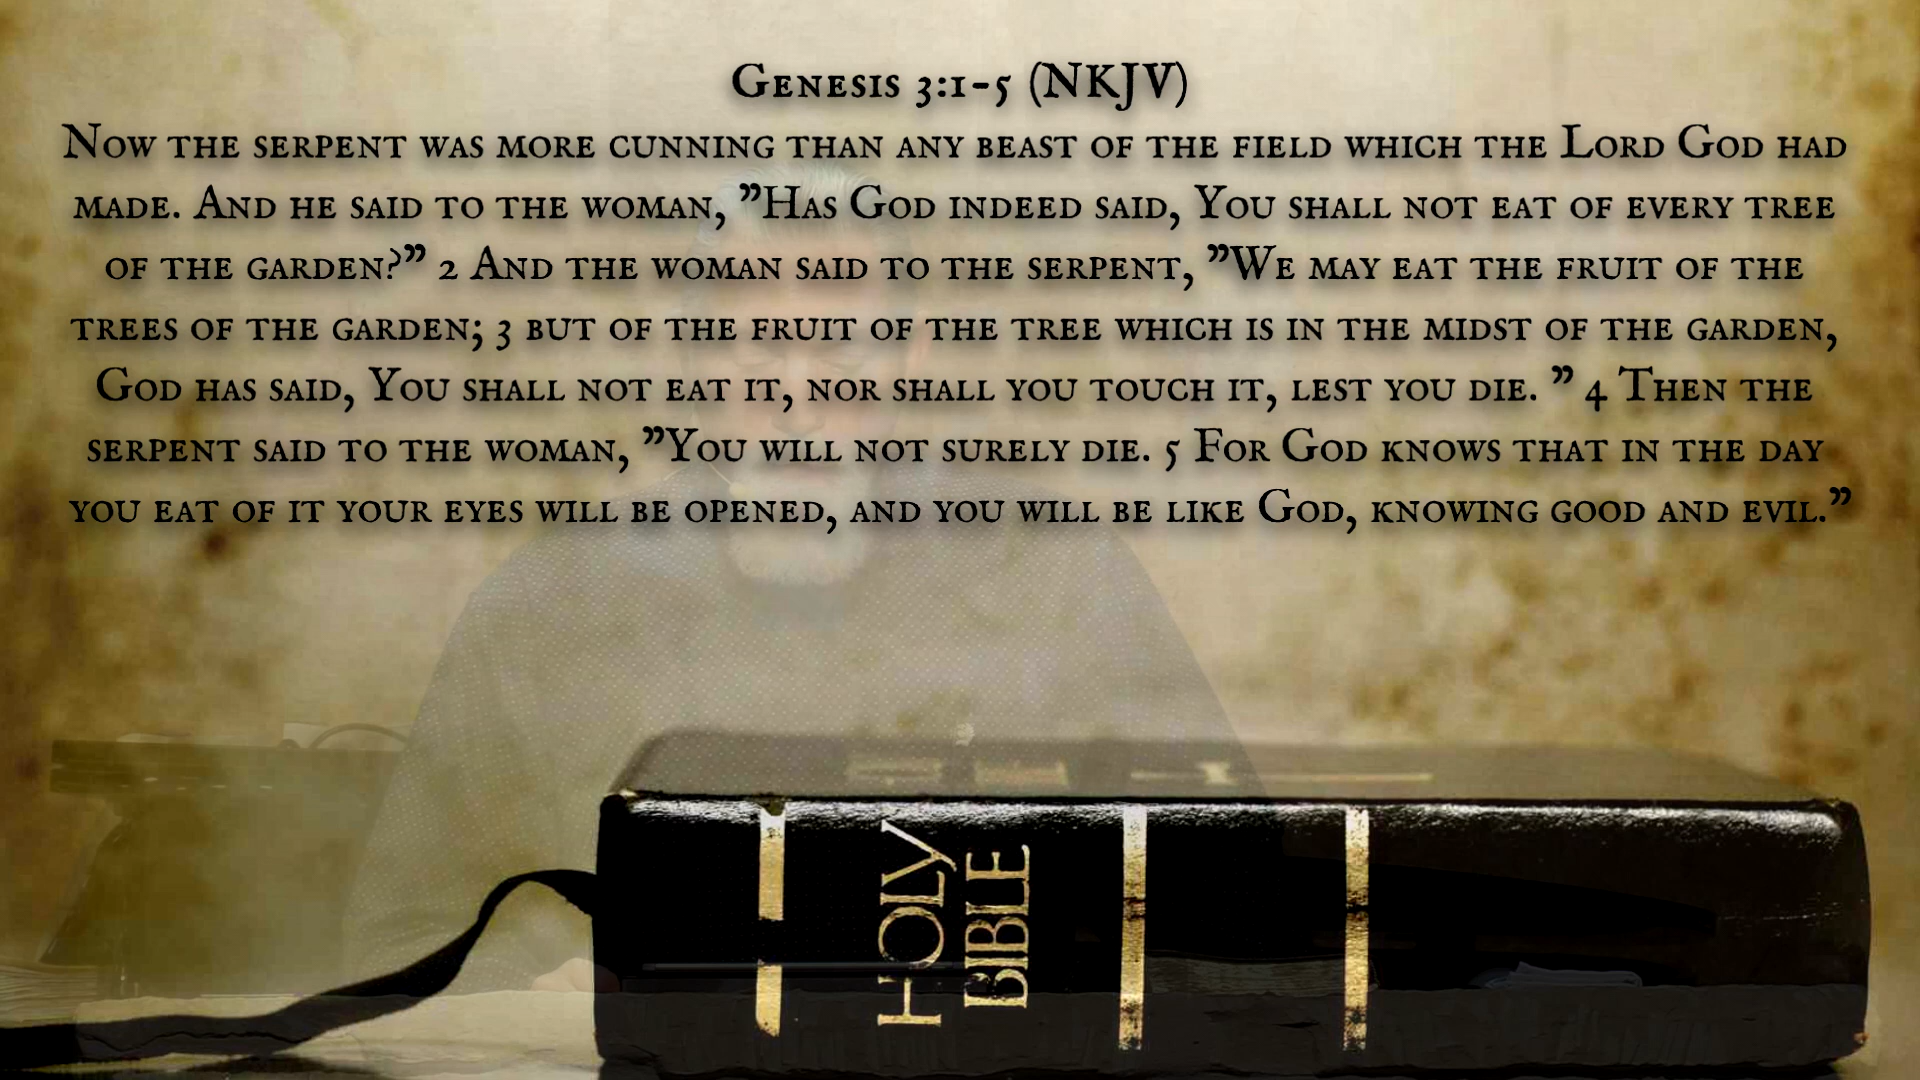 Genesis 3:1-5 (NKJV)
Now the serpent was more cunning than any beast of the field which the Lord God had
made. And he said to the woman, ”Has God indeed said, You shall not eat of every tree
of the garden?” 2 And the woman said to the serpent, ”We may eat the fruit of the
trees of the garden; 3 but of the fruit of the tree which is in the midst of the garden,
God has said, You shall not eat it, nor shall you touch it, lest you die. ” 4 Then the
serpent said to the woman, ”You will not surely die. 5 For God knows that in the day
you eat of it your eyes will be opened, and you will be like God, knowing good and evil.”
HOLY
BIBLE